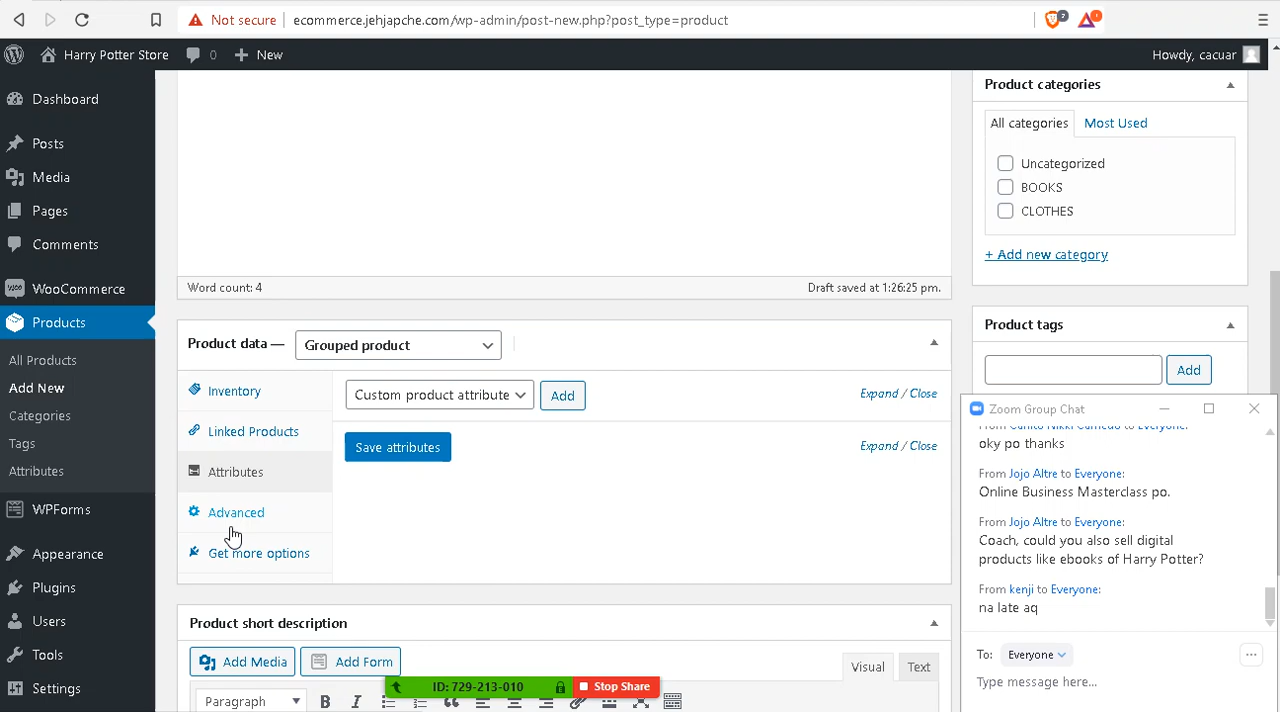 Not secure
ecommerce.jehjapche.com/wp-admin/post-new.php?post_type=product
2
1
Harry Potter Store
0
New
Howdy, cacuar
Dashboard
Posts
Media
Pages
Comments
WooCommerce
Products
All Products
Add New
Categories
Tags
Attributes
WPForms
Appearance
Plugins
Users
Tools
Settings
Word count: 4
Draft saved at 1:26:25 pm.
Product data —
Grouped product
Inventory
Linked Products
Attributes
Advanced
Get more options
Custom product attribute
Add
Expand / Close
Save attributes
Expand / Close
Product short description
Add Media
Add Form
Visual
Text
Paragraph
B
I
ID: 729-213-010
Stop Share
Product categories
All categories
Most Used
Uncategorized
BOOKS
CLOTHES
+ Add new category
Product tags
Add
Zoom Group Chat
oky po thanks
From Jojo Altre to Everyone:
Online Business Masterclass po.
From Jojo Altre to Everyone:
Coach, could you also sell digital
products like ebooks of Harry Potter?
From kenji to Everyone:
na late aq
To:
Everyone
Type message here...